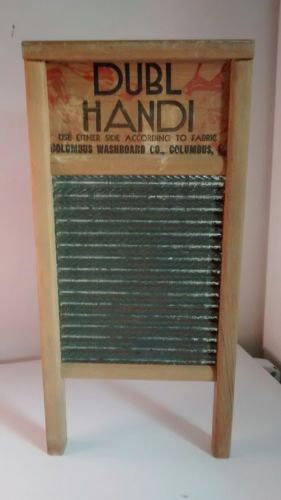 DUBL
HANDI
USE EITHER SIDE ACCORDING TO FABRIC
COLUMBUS WASHBOARD CO., COLUMBUS,